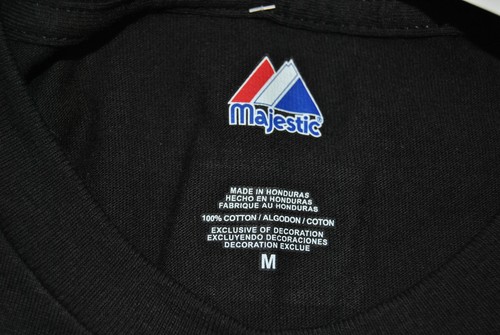 Majestic
MADE IN HONDURAS
HECHO EN HONDURAS
FABRIQUE AU HONDURAS
100% COTTON / ALGODON / COTON
EXCLUSIVE OF DECORATION
EXCLUYENDO DECORACIONES
DECORATION EXCLUE
M